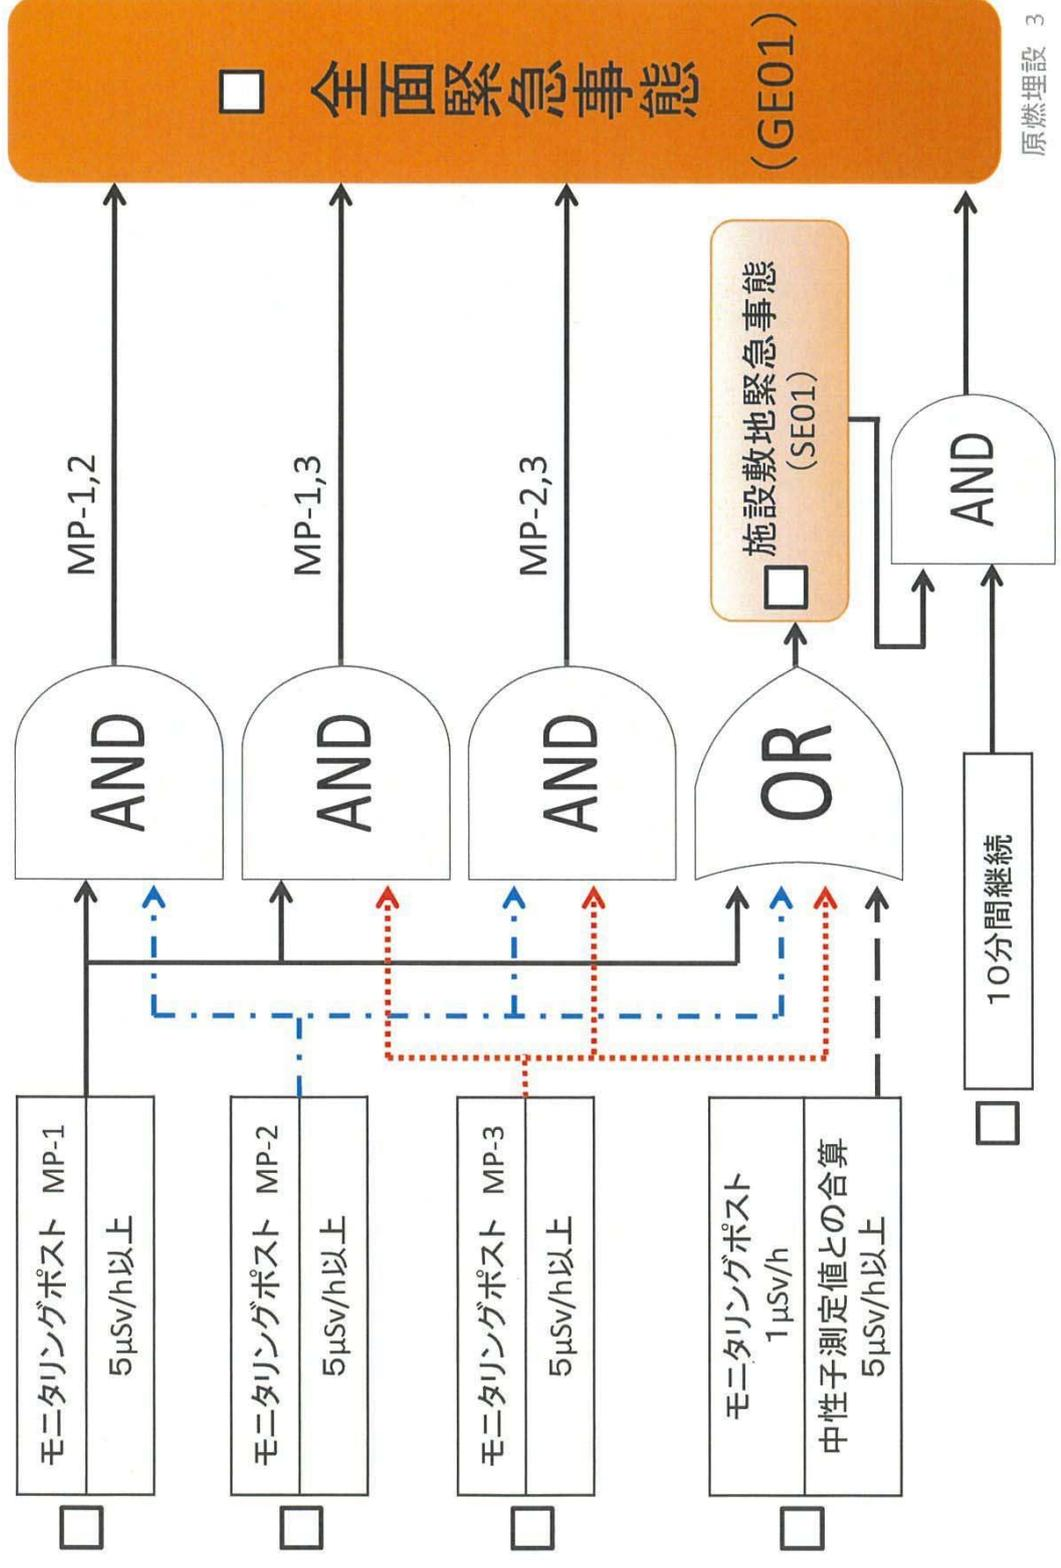 モニタリングポスト MP-1
5μSv/h以上
モニタリングポスト MP-2
5μSv/h以上
モニタリングポスト MP-3
5μSv/h以上
モニタリングポスト
1μSv/h
中性子測定値との合算
5μSv/h以上
10分間継続
AND
AND
AND
OR
MP-1,2
MP-1,3
MP-2,3
施設敷地緊急事態
(SE01)
AND
全面緊急事態
(GE01)
原燃埋設 3